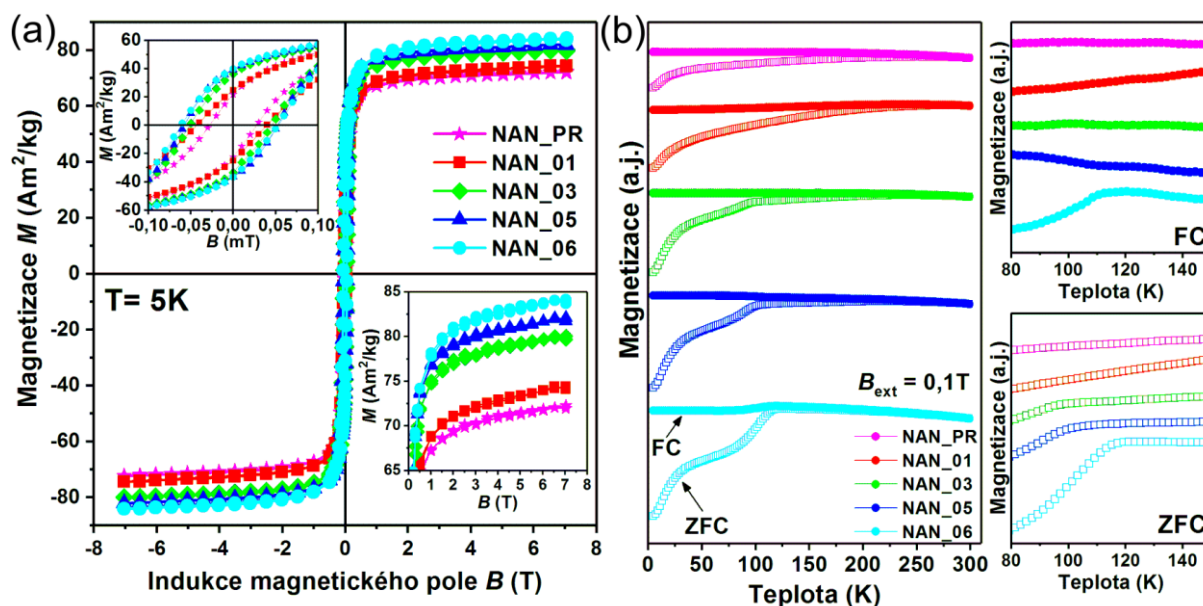 (a)
Magnetizace M (Am²/kg)
80
60
40
20
0
-20
-40
-60
-80
-8 -6 -4 -2 0 2 4 6 8
Indukce magnetického pole B (T)
T= 5K
M (Am²/kg)
60
40
20
0
-20
-40
-60
-0,10 -0,05 0,00 0,05 0,10
B (mT)
NAN_PR
NAN_01
NAN_03
NAN_05
NAN_06
M (Am²/kg)
85
80
75
70
65
0 1 2 3 4 5 6 7 8
B (T)
(b)
Magnetizace (a.j.)
B ext = 0,1T
FC
ZFC
NAN_PR
NAN_01
NAN_03
NAN_05
NAN_06
0 50 100 150 200 250 300
Teplota (K)
Magnetizace (a.j.)
FC
80 100 120 140
Teplota (K)
Magnetizace (a.j.)
ZFC
80 100 120 140
Teplota (K)